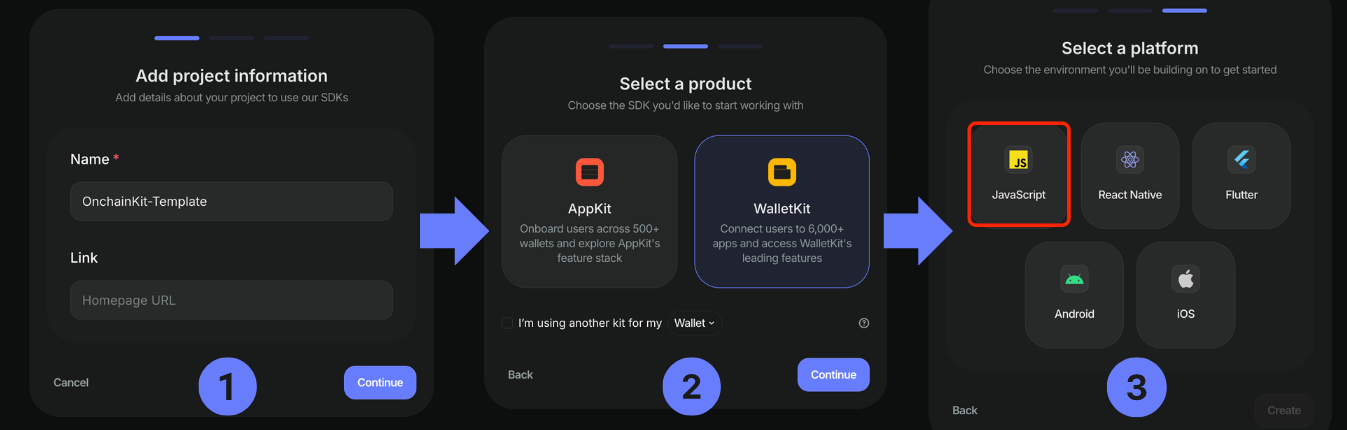 Add project information
Add details about your project to use our SDKs
Name *
OnchainKit-Template
Link
Homepage URL
Cancel
1
Continue
Select a product
Choose the SDK you'd like to start working with
AppKit
Onboard users across 500+
wallets and explore AppKit's
feature stack
WalletKit
Connect users to 6,000+
apps and access WalletKit's
leading features
I'm using another kit for my Wallet
Back
2
Continue
Select a platform
Choose the environment you'll be building on to get started
JS
JavaScript
React Native
Flutter
Android
iOS
3
Back
Create